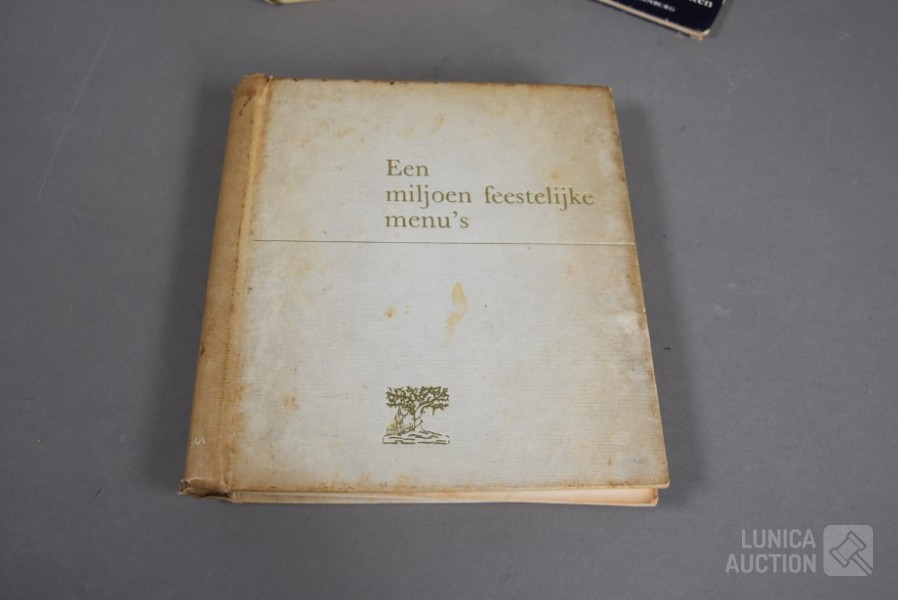 Een
miljoen feestelijke
menu's
LUNICA
AUCTION